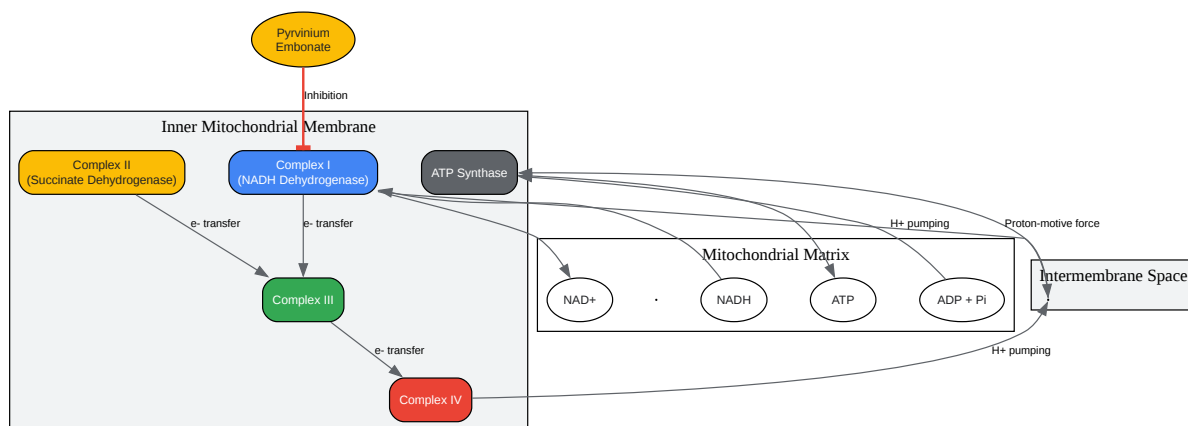 Pyrvinium
Embonate
Inhibition
Inner Mitochondrial Membrane
Complex II
(Succinate Dehydrogenase)
Complex I
(NADH Dehydrogenase)
ATP Synthase
e- transfer
e- transfer
H+ pumping
Proton-motive force
Mitochondrial Matrix
Intermembrane Space
NAD+
NADH
ATP
ADP + Pi
Complex III
e- transfer
H+ pumping
Complex IV